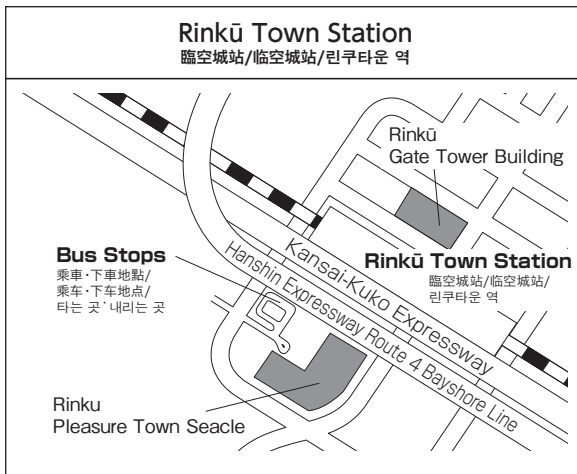 Rinkū Town Station
臨空城站/临空城站/린쿠타운 역
Rinkū
Gate Tower Building
Bus Stops
乘車・下車地點/
乘车・下车地点/
타는 곳・내리는 곳
Kansai-Kuko Expressway
Hanshin Expressway Route 4 Bayshore Line
Rinkū Town Station
臨空城站/临空城站/
린쿠타운 역
Rinku
Pleasure Town Seacle